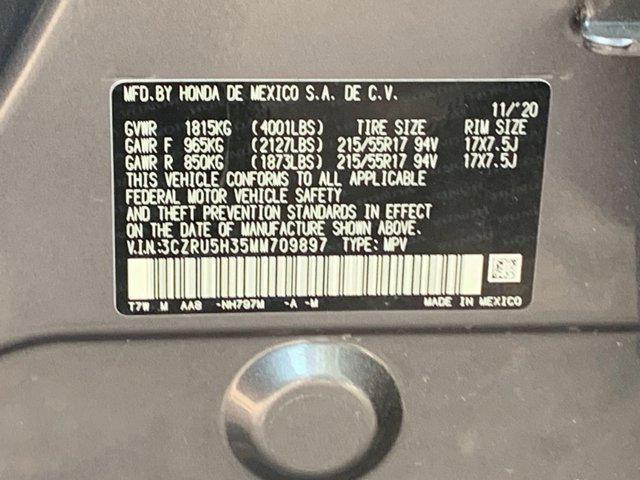 MFD.BY HONDA DE MEXICO S.A. DE C.V.
11/'20
GVWR 1815KG (4001LBS) TIRE SIZE RIM SIZE
GAWR F 965KG (2127LBS) 215/55R17 94V 17X7.5J
GAWR R 850KG (1873LBS) 215/55R17 94V 17X7.5J
THIS VEHICLE CONFORMS TO ALL APPLICABLE
FEDERAL MOTOR VEHICLE SAFETY
AND THEFT PREVENTION STANDARDS IN EFFECT
ON THE DATE OF MANUFACTURE SHOWN ABOVE.
V.I.N:3CZRU5H35MM709897 TYPE: MPV
T7W M AA8 -NH797M -A -M MADE IN MEXICO